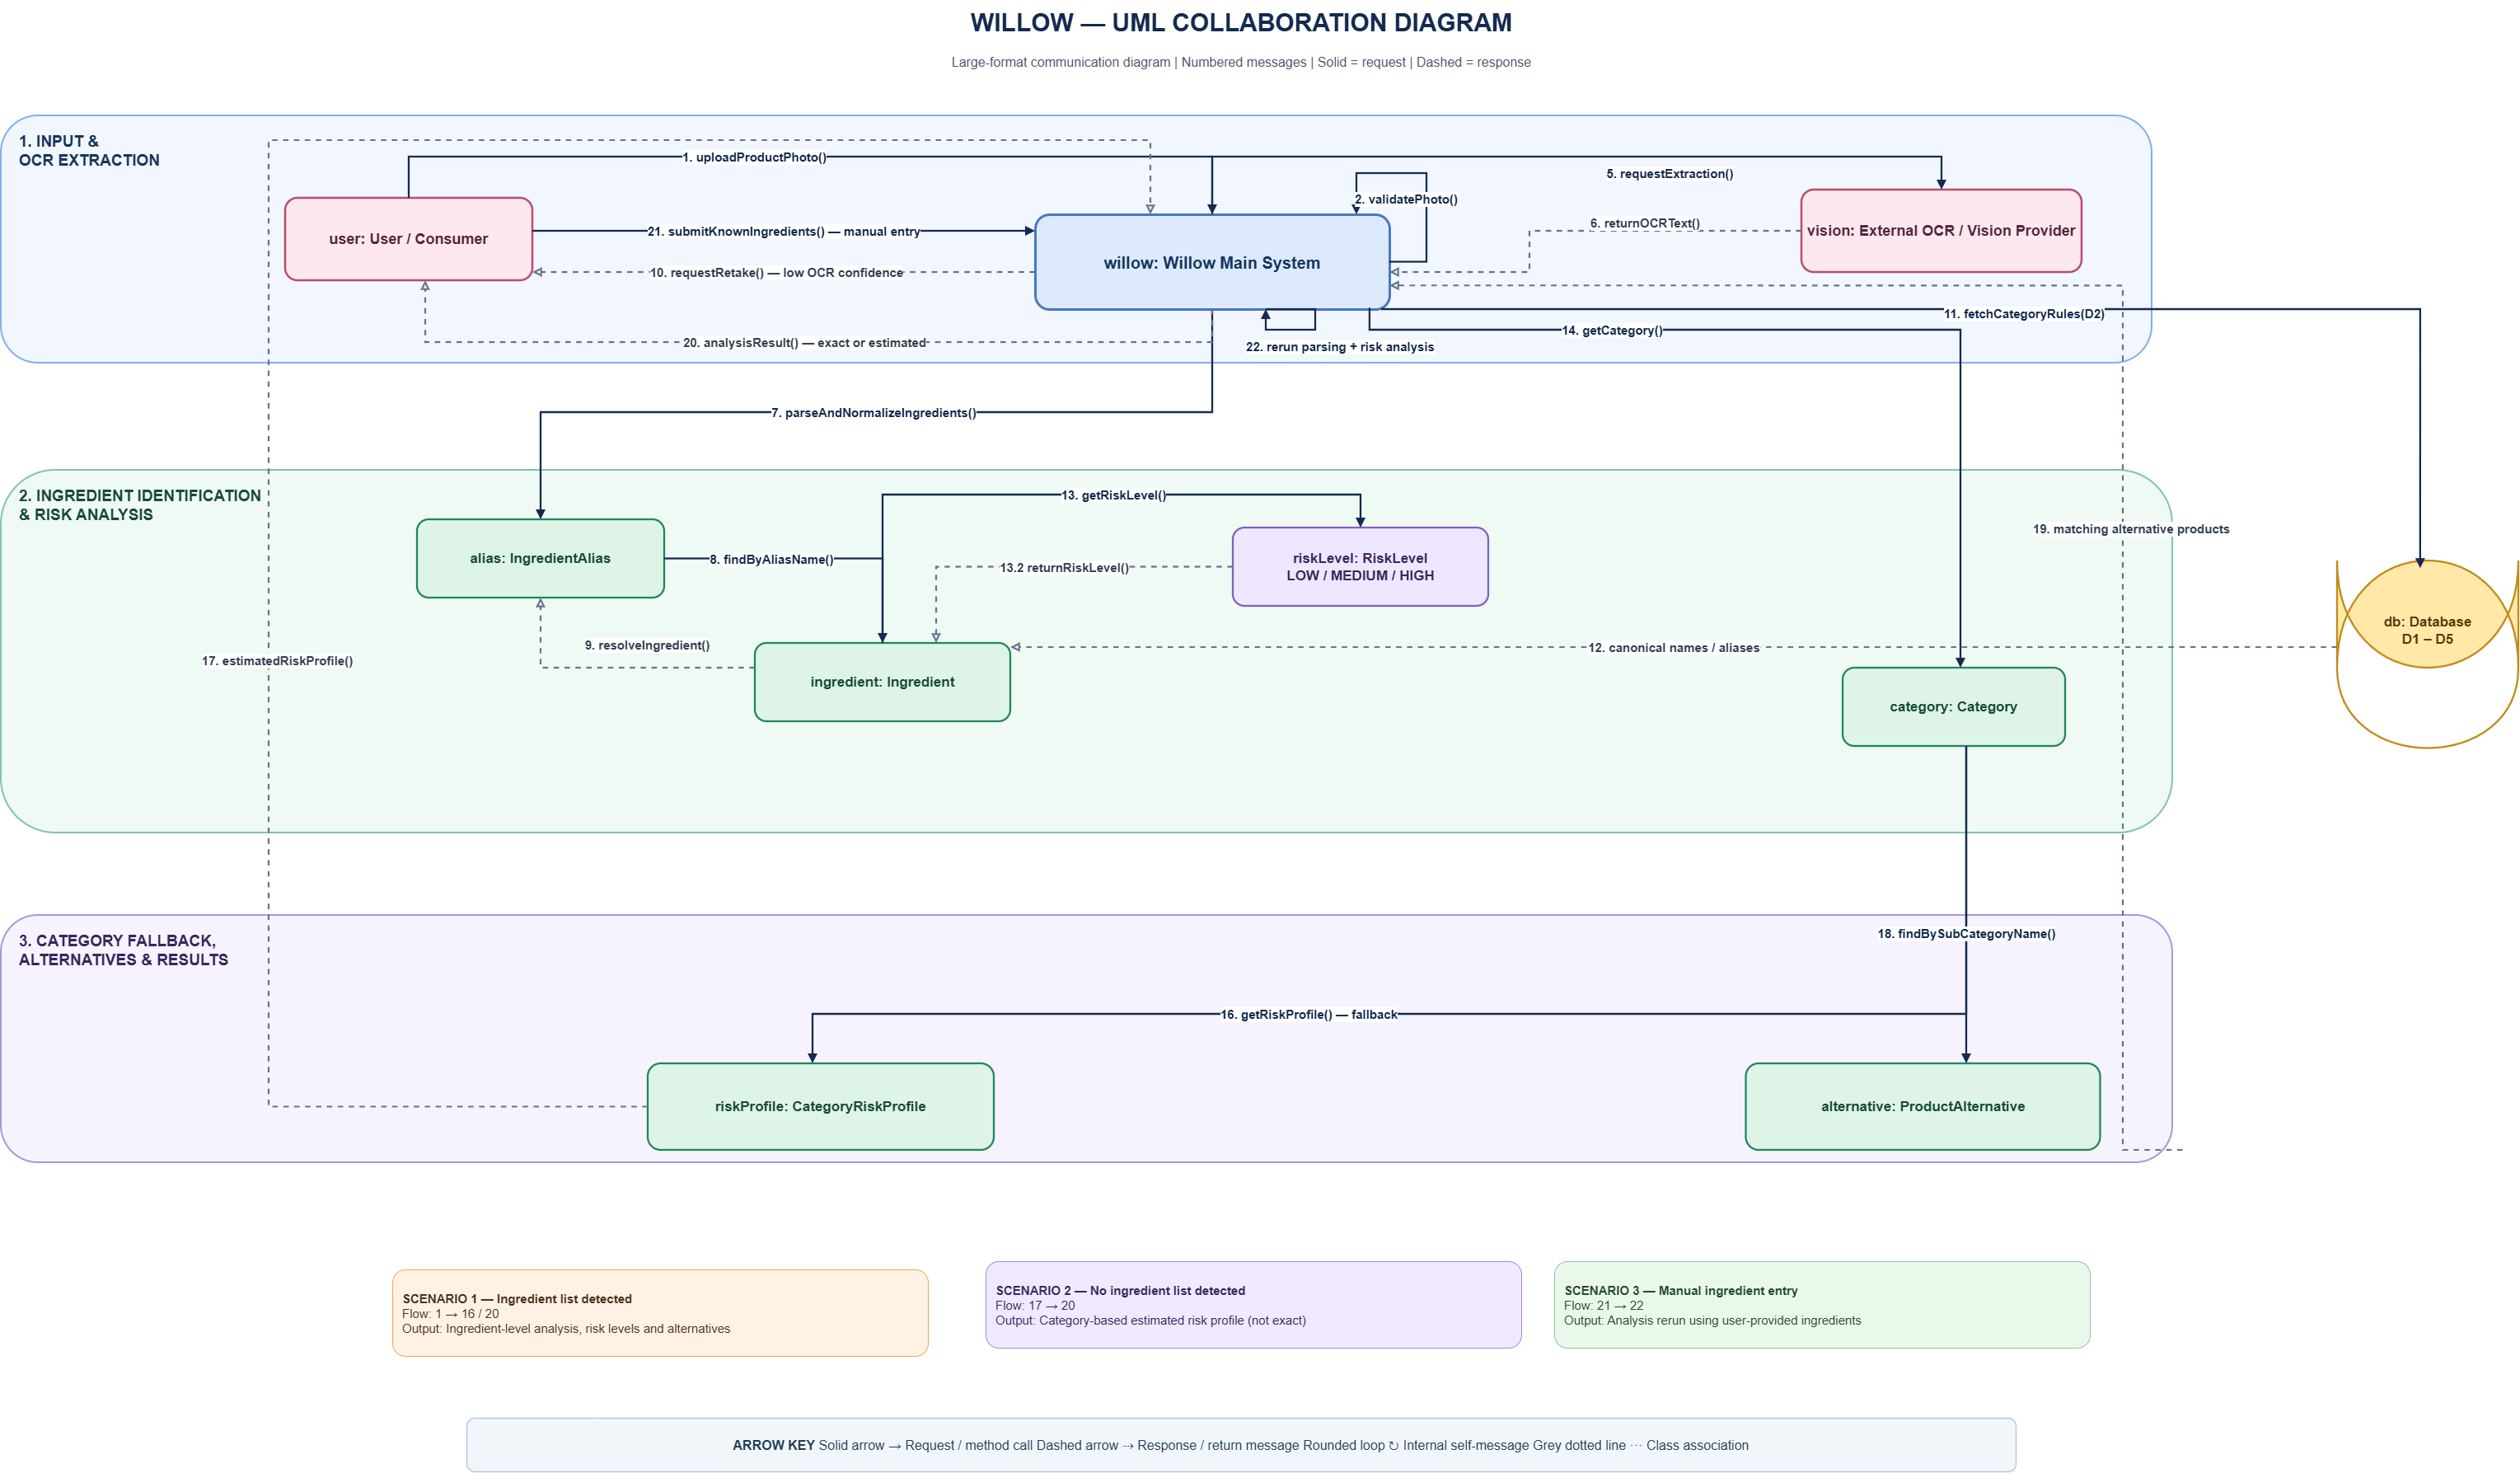 WILLOW — UML COLLABORATION DIAGRAM
Large-format communication diagram | Numbered messages | Solid = request | Dashed = response
1. INPUT &
OCR EXTRACTION
1. uploadProductPhoto()
5. requestExtraction()
2. validatePhoto()
6. returnOCRText()
user: User / Consumer
21. submitKnownIngredients() — manual entry
willow: Willow Main System
vision: External OCR / Vision Provider
10. requestRetake() — low OCR confidence
11. fetchCategoryRules(D2)
14. getCategory()
20. analysisResult() — exact or estimated
22. rerun parsing + risk analysis
7. parseAndNormalizeIngredients()
2. INGREDIENT IDENTIFICATION
& RISK ANALYSIS
13. getRiskLevel()
19. matching alternative products
alias: IngredientAlias
8. findByAliasName()
riskLevel: RiskLevel
LOW / MEDIUM / HIGH
13.2 returnRiskLevel()
db: Database
D1 – D5
9. resolveIngredient()
12. canonical names / aliases
17. estimatedRiskProfile()
ingredient: Ingredient
category: Category
3. CATEGORY FALLBACK,
ALTERNATIVES & RESULTS
18. findBySubCategoryName()
16. getRiskProfile() — fallback
riskProfile: CategoryRiskProfile
alternative: ProductAlternative
SCENARIO 1 — Ingredient list detected
Flow: 1 → 16 / 20
Output: Ingredient-level analysis, risk levels and alternatives
SCENARIO 2 — No ingredient list detected
Flow: 17 → 20
Output: Category-based estimated risk profile (not exact)
SCENARIO 3 — Manual ingredient entry
Flow: 21 → 22
Output: Analysis rerun using user-provided ingredients
ARROW KEY Solid arrow → Request / method call Dashed arrow ⇢ Response / return message Rounded loop ↻ Internal self-message Grey dotted line ··· Class association